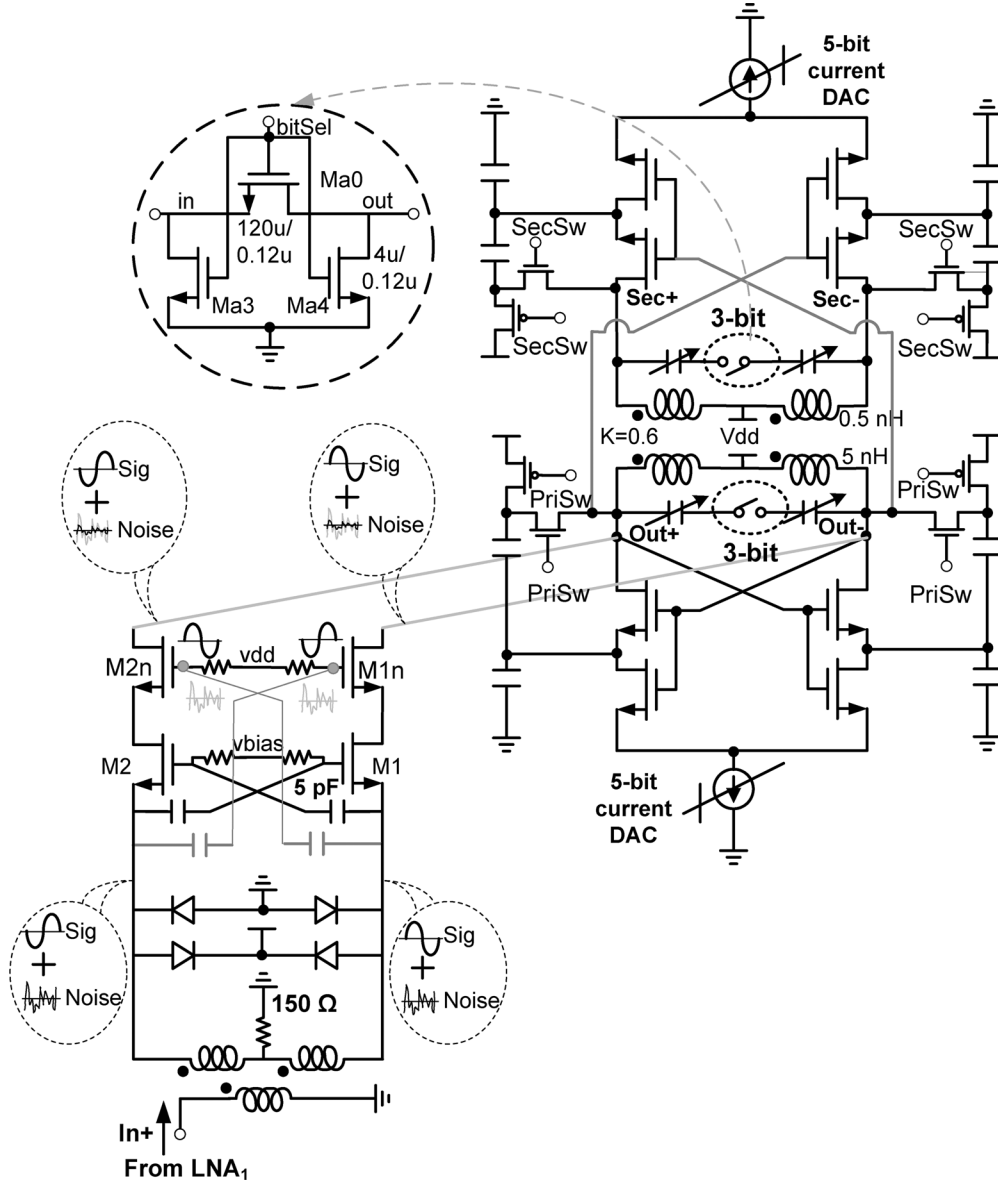 5-bit
current
DAC
bitSel
Ma0
in
out
120u/
0.12u
4u/
0.12u
Ma3
Ma4
SecSw
SecSw
Sec+
Sec-
3-bit
SecSw
SecSw
0.5 nH
K=0.6
Vdd
5 nH
Sig
+
Noise
Sig
+
Noise
PriSw
PriSw
Out+
Out-
3-bit
PriSw
PriSw
M2n
vdd
M1n
vbias
M2
M1
5 pF
5-bit
current
DAC
Sig
+
Noise
Sig
+
Noise
150 Ω
In+
From LNA₁